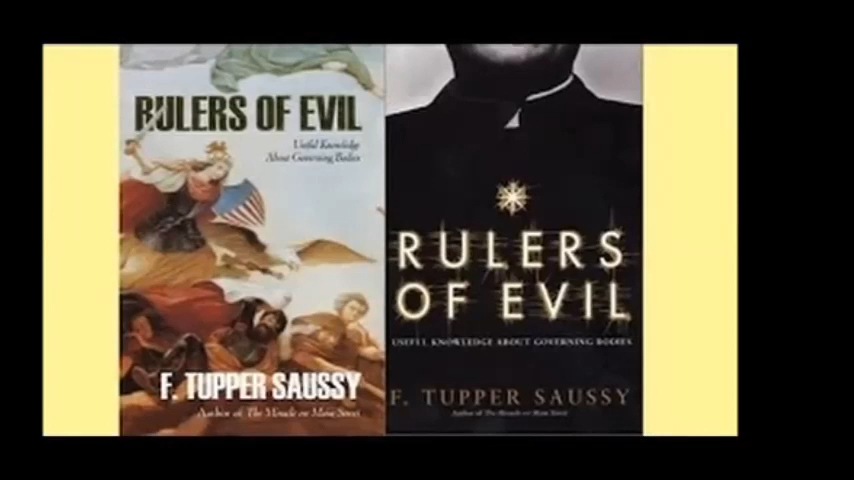 RULERS OF EVIL
Useful Knowledge
About Governing Bodies
F. TUPPER SAUSSY
Author of The Miracle on Main Street
RULERS
OF EVIL
USEFUL KNOWLEDGE ABOUT GOVERNING BODIES
F. TUPPER SAUSSY
Author of The Miracle on Main Street